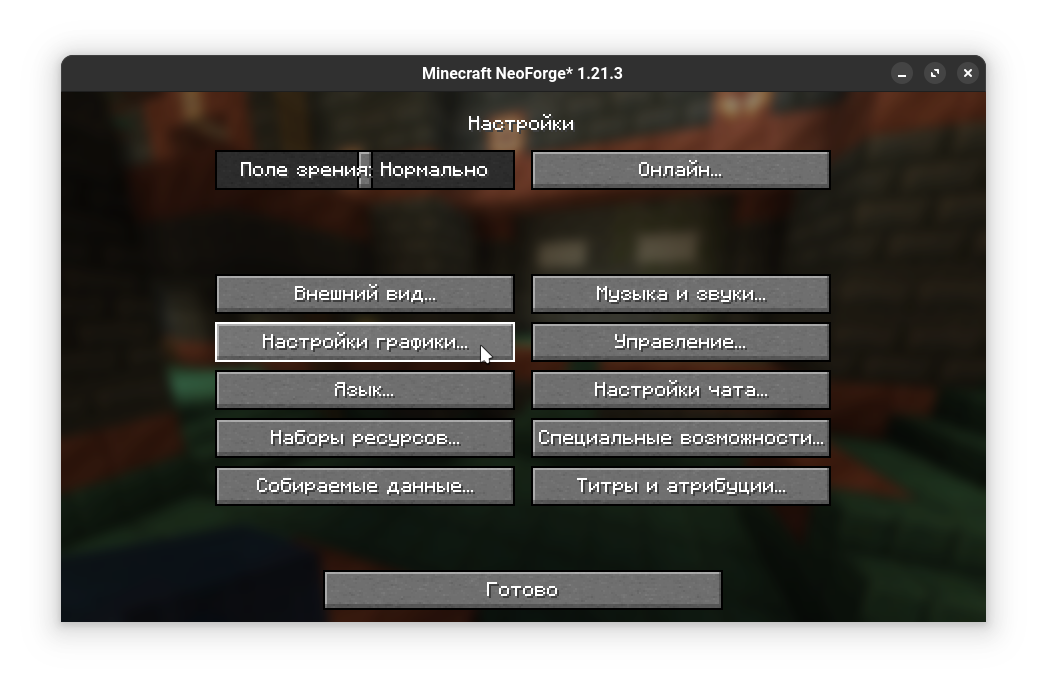 Minecraft NeoForge* 1.21.3
Настройки
Поле зрения: Нормально
Онлайн...
Внешний вид...
Музыка и звуки...
Настройки графики...
Управление...
Язык...
Настройки чата...
Наборы ресурсов...
Специальные возможности...
Собираемые данные...
Титры и атрибуции...
Готово